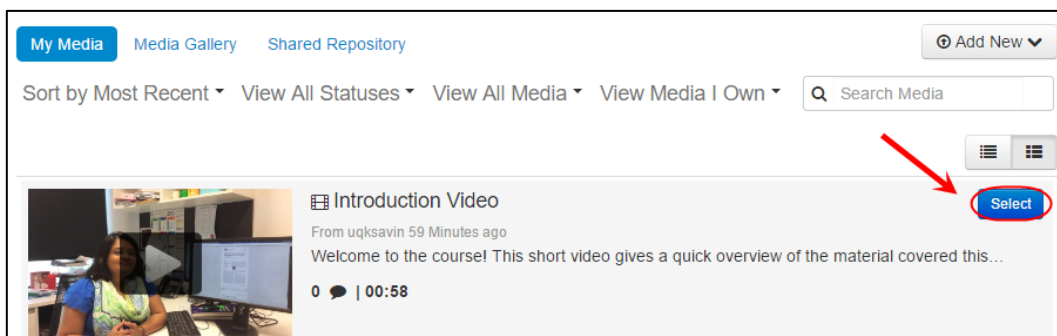 My Media Media Gallery Shared Repository Add New
Sort by Most Recent View All Statuses View All Media View Media I Own Search Media
Introduction Video
Select
From uqksavin 59 Minutes ago
Welcome to the course! This short video gives a quick overview of the material covered this...
0 | 00:58